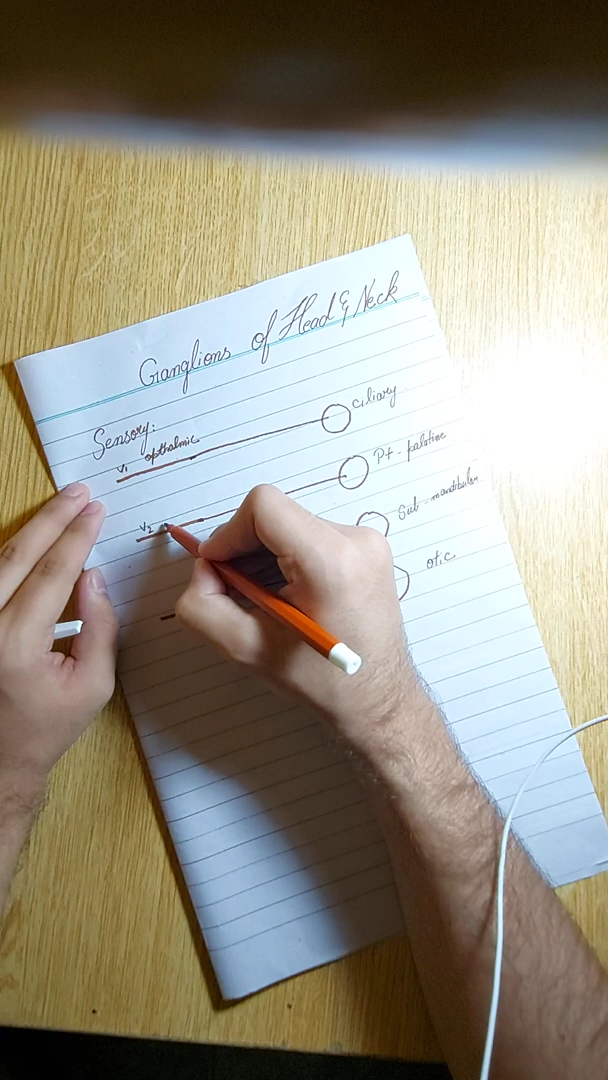 Ganglions of Head & Neck
Sensory:
ciliary
V1 opthalmic
Pt - palatine
V2
Sub - mandibular
otic